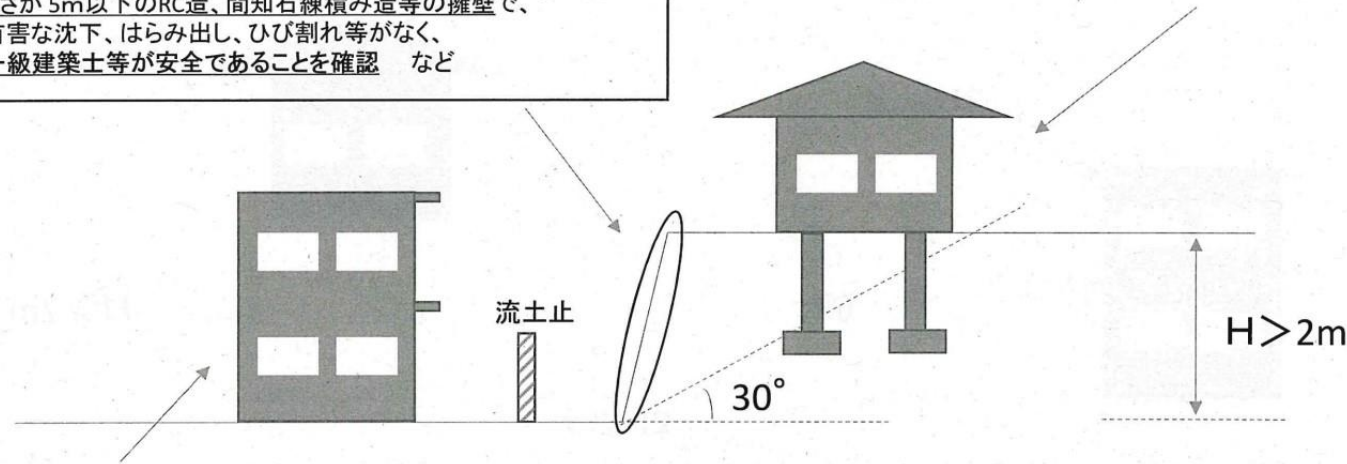 さが5m以下のRC造、間知石練積み造等の擁壁で、
有害な沈下、はらみ出し、ひび割れ等がなく、
一級建築士等が安全であることを確認　など
流土止
30°
H＞2m